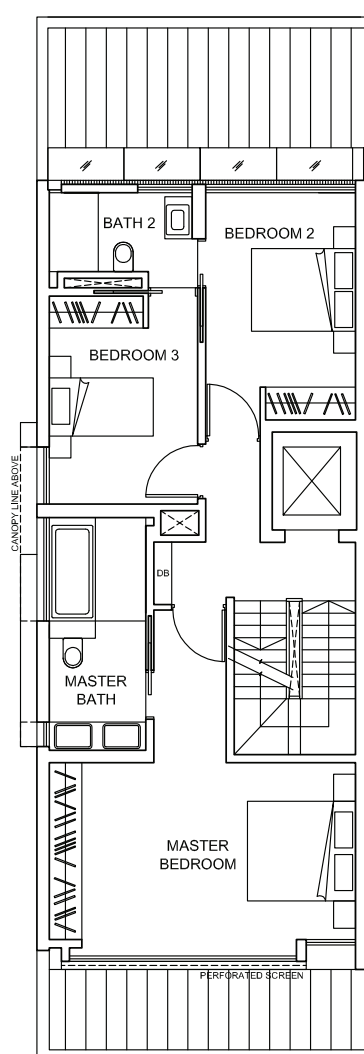 BATH 2
BEDROOM 2
BEDROOM 3
CANOPY LINE ABOVE
DB
MASTER
BATH
MASTER
BEDROOM
PERFORATED SCREEN